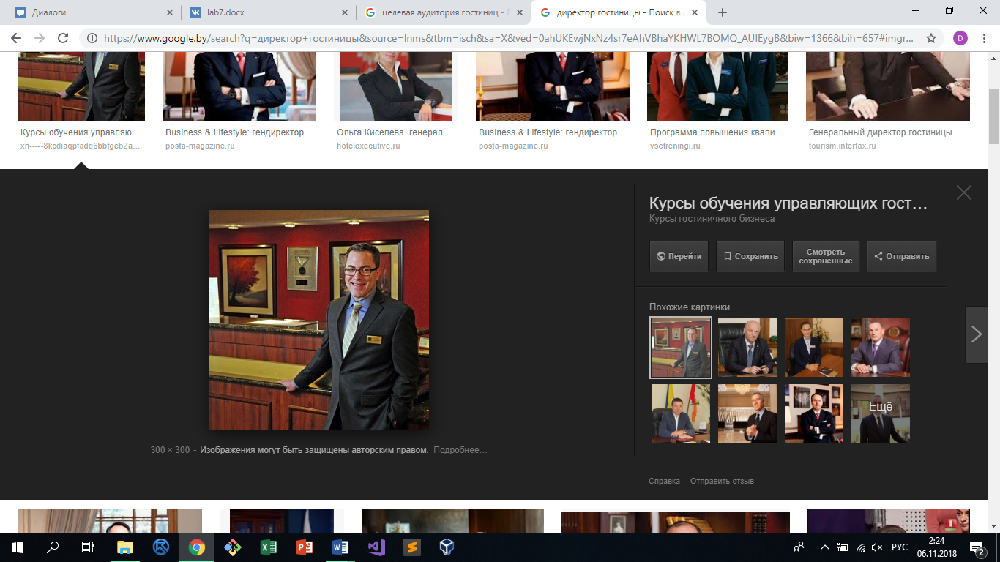 Диалоги
lab7.docx
целевая аудитория гостиниц - П
директор гостиницы - Поиск в G
https://www.google.by/search?q=директор+гостиницы&source=lnms&tbm=isch&sa=X&ved=0ahUKEwjNxNz4sr7eAhVBhaYKHWL7BOMQ_AUIEygB&biw=1366&bih=657#imgr...
D
Курсы обучения управляю...
xn-----8kcdiaqpfadq6bbfgeb2a...
Business & Lifestyle: гендиректор...
posta-magazine.ru
Ольга Киселева. генерал...
hotelexecutive.ru
Business & Lifestyle: гендиректор...
posta-magazine.ru
Программа повышения квали...
vsetreningi.ru
Генеральный директор гостиницы ...
tourism.interfax.ru
Курсы обучения управляющих гост...
Курсы гостиничного бизнеса
Перейти
Сохранить
Смотреть
сохраненные
Отправить
Похожие картинки
Ещё
300 × 300 - Изображения могут быть защищены авторским правом. Подробнее...
Справка - Отправить отзыв
РУС
2:24
06.11.2018
2